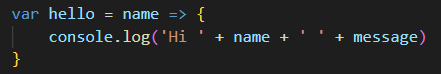 var hello = name => {
    console.log('Hi ' + name + ' ' + message)
}